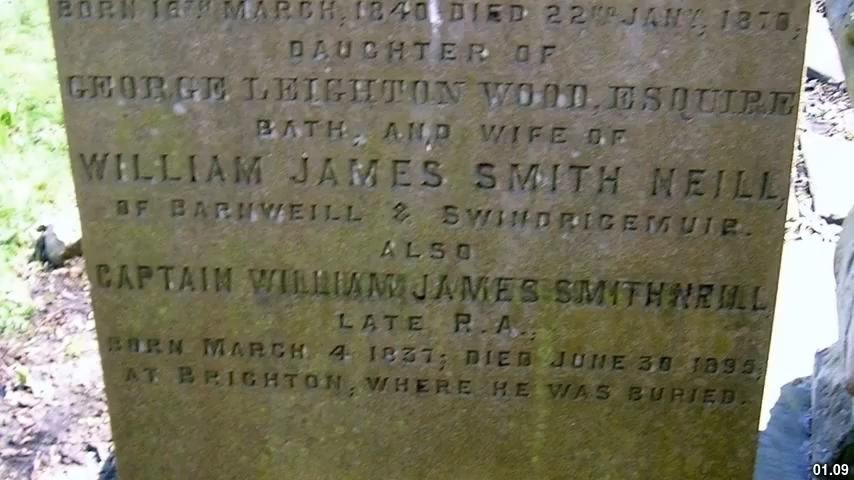 BORN 18TH MARCH, 1840 DIED 22ND JANY, 1870,
DAUGHTER OF
GEORGE LEIGHTON WOOD, ESQUIRE
BATH, AND WIFE OF
WILLIAM JAMES SMITH NEILL,
OF BARNWEILL & SWINDRIGEMUIR.
ALSO
CAPTAIN WILLIAM JAMES SMITH NEILL
LATE R.A.,
BORN MARCH 4 1837; DIED JUNE 30 1895,
AT BRIGHTON, WHERE HE WAS BURIED.
01.09